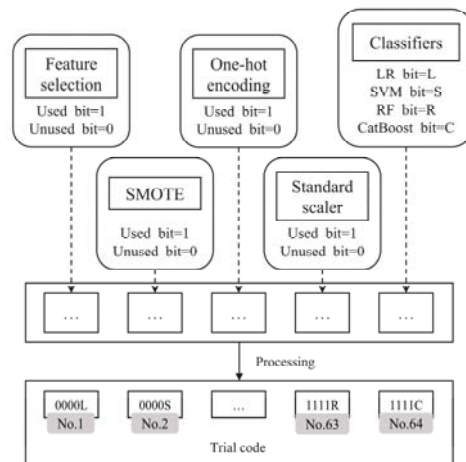 Feature
selection
Used bit=1
Unused bit=0
One-hot
encoding
Used bit=1
Unused bit=0
Classifiers
LR bit=L
SVM bit=S
RF bit=R
CatBoost bit=C
SMOTE
Used bit=1
Unused bit=0
Standard
scaler
Used bit=1
Unused bit=0
... ... ... ... ...
Processing
0000L 0000S ... 1111R 1111C
No.1 No.2 No.63 No.64
Trial code